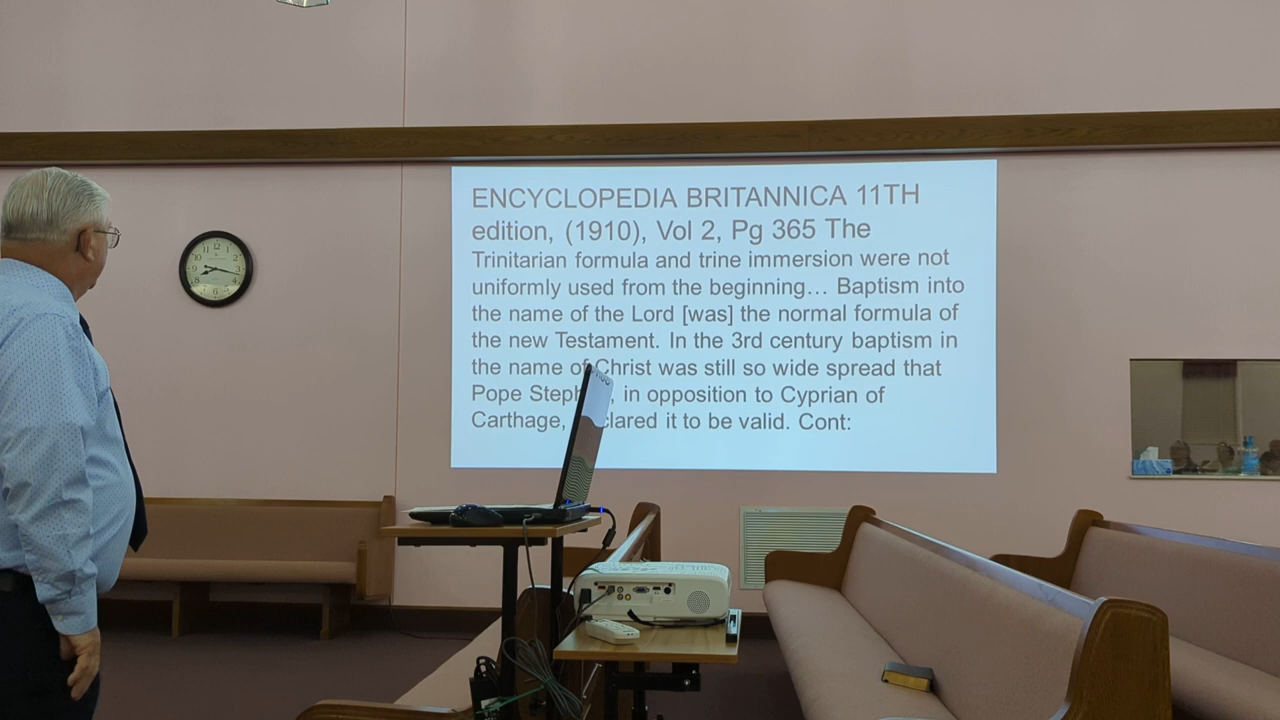 ENCYCLOPEDIA BRITANNICA 11TH
edition, (1910), Vol 2, Pg 365 The
Trinitarian formula and trine immersion were not
uniformly used from the beginning… Baptism into
the name of the Lord [was] the normal formula of
the new Testament. In the 3rd century baptism in
the name of Christ was still so wide spread that
Pope Steph , in opposition to Cyprian of
Carthage, clared it to be valid. Cont:
12